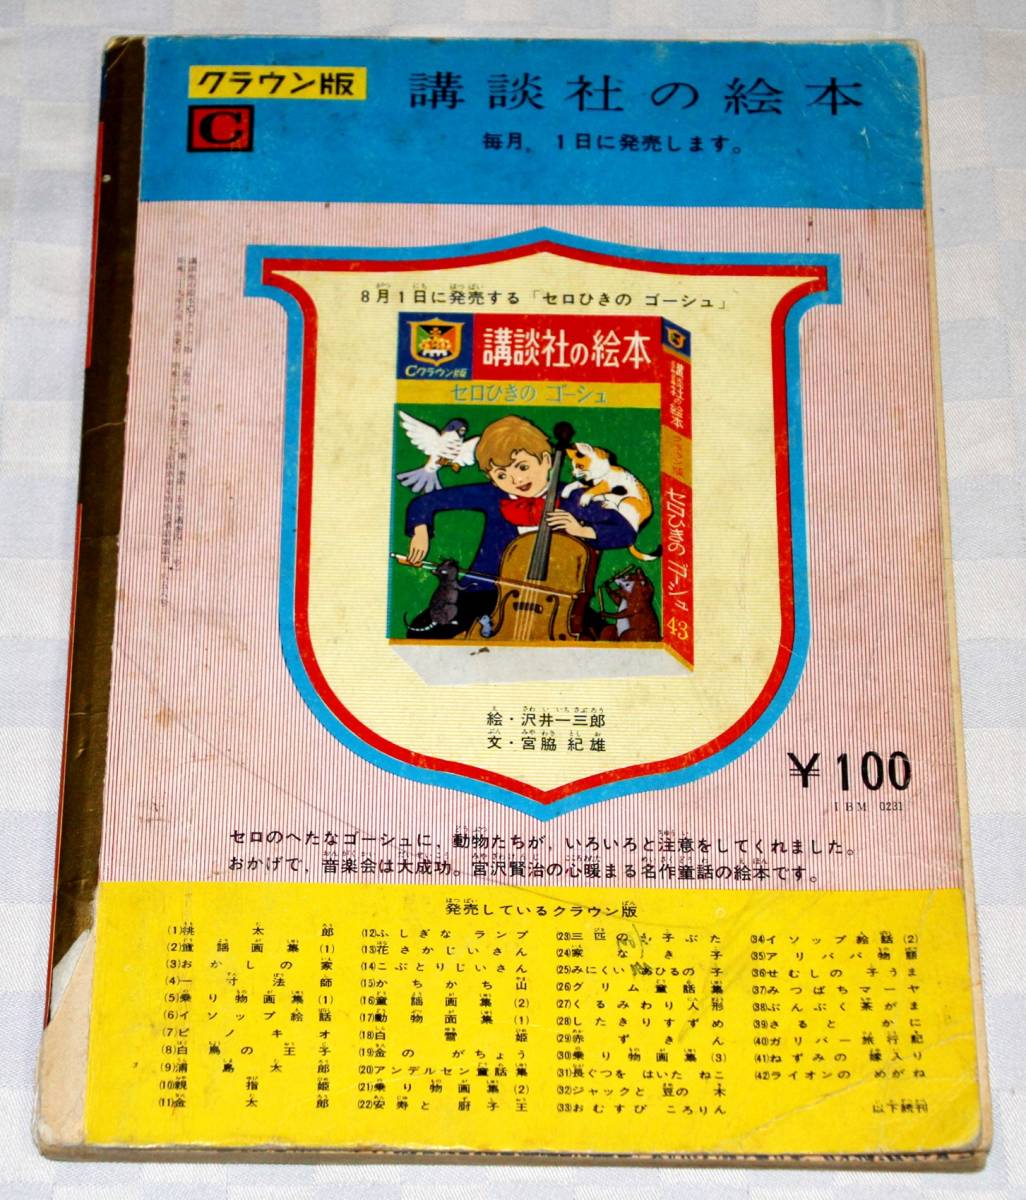 クラウン版
C
講談社の絵本
毎月,1日に発売します。
8月1日に発売する「セロひきの ゴーシュ」
講談社の絵本
Cクラウン版
セロひきの ゴーシュ
講談社の絵本
クラウン版
セロひきの ゴーシュ
43
絵・沢井一三郎
文・宮脇 紀雄
¥100
IBM 0231
セロのへたなゴーシュに,動物たちが,いろいろと注意をしてくれました。
おかげで,音楽会は大成功。宮沢賢治の心暖まる名作童話の絵本です。
発売しているクラウン版
(1)桃太郎
(2)童謡画集(1)
(3)おかしの家
(4)一寸法師
(5)乗り物画集(1)
(6)イソップ絵話
(7)ピノキオ
(8)白鳥の王子
(9)浦島太郎
(10)親指姫
(11)金太郎
(12)ふしぎな ランプ
(13)花さかじいさん
(14)こぶとりじいさん
(15)かちかち山
(16)童謡画集(2)
(17)動物画集(1)
(18)白雪姫
(19)金の がちょう
(20)アンデルセン童話集
(21)乗り物画集(2)
(22)安寿と 厨子王
(23)三匹の子ぶた
(24)家なき子
(25)みにくい あひるの子
(26)グリム童話集
(27)くるみわり人形
(28)したきりすずめ
(29)赤ずきん
(30)乗り物画集(3)
(31)長ぐつを はいた ねこ
(32)ジャックと 豆の木
(33)おむすび ころりん
(34)イソップ絵話(2)
(35)アリババ物語
(36)せむしの 子うま
(37)みつばちマーヤ
(38)ぶんぶく茶がま
(39)さると かに
(40)ガリバー旅行記
(41)ねずみの 嫁入り
(42)ライオンの めがね
以下続刊